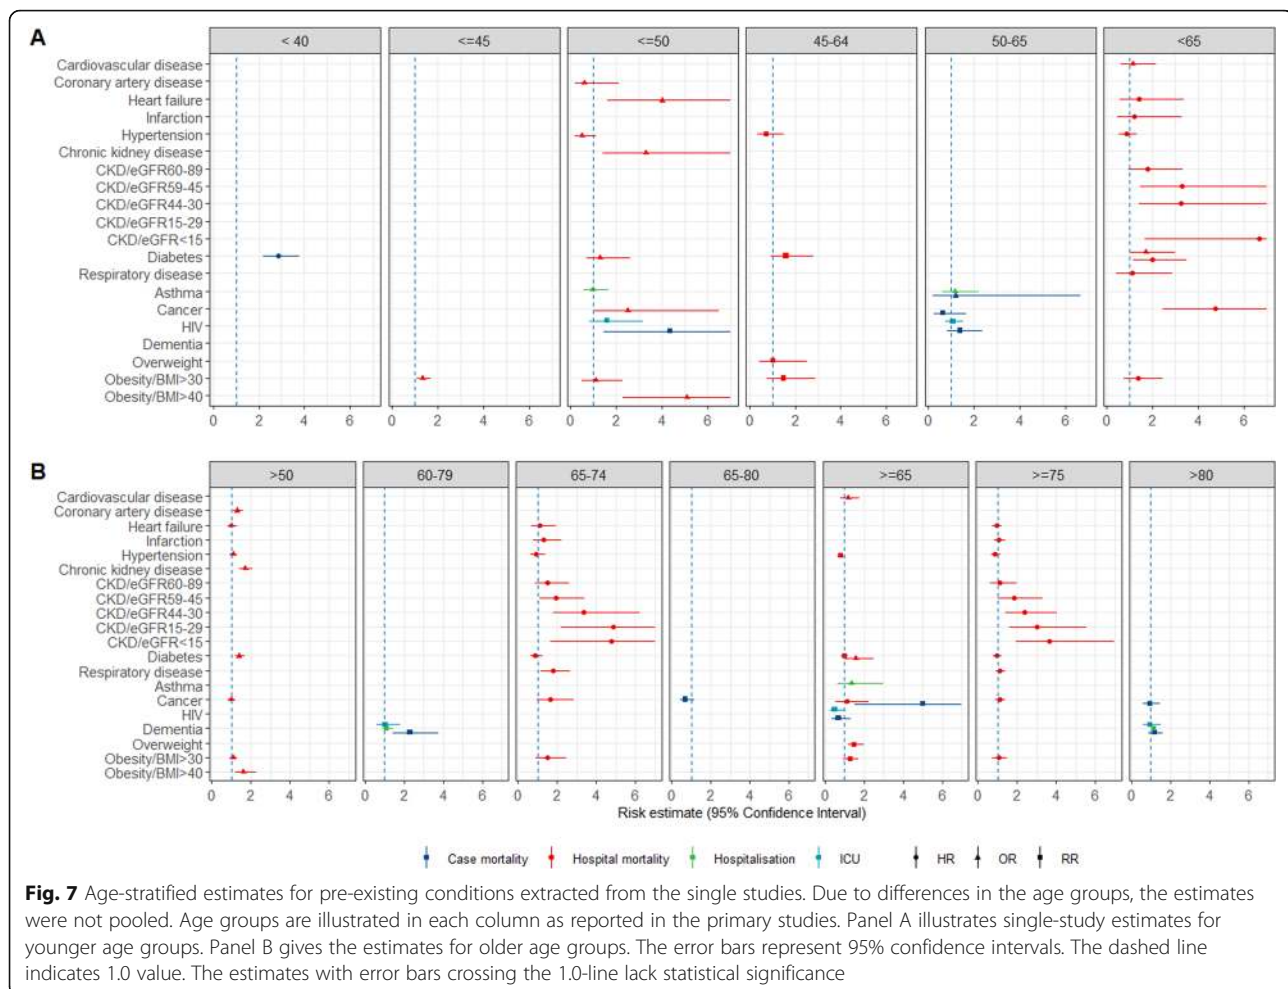 A
< 40
<=45
<=50
45-64
50-65
<65
Cardiovascular disease
Coronary artery disease
Heart failure
Infarction
Hypertension
Chronic kidney disease
CKD/eGFR60-89
CKD/eGFR59-45
CKD/eGFR44-30
CKD/eGFR15-29
CKD/eGFR<15
Diabetes
Respiratory disease
Asthma
Cancer
HIV
Dementia
Overweight
Obesity/BMI>30
Obesity/BMI>40
0 2 4 6 0 2 4 6 0 2 4 6 0 2 4 6 0 2 4 6 0 2 4 6
B
>50
60-79
65-74
65-80
>=65
>=75
>80
Cardiovascular disease
Coronary artery disease
Heart failure
Infarction
Hypertension
Chronic kidney disease
CKD/eGFR60-89
CKD/eGFR59-45
CKD/eGFR44-30
CKD/eGFR15-29
CKD/eGFR<15
Diabetes
Respiratory disease
Asthma
Cancer
HIV
Dementia
Overweight
Obesity/BMI>30
Obesity/BMI>40
0 2 4 6 0 2 4 6 0 2 4 6 0 2 4 6 0 2 4 6 0 2 4 6 0 2 4 6
Risk estimate (95% Confidence Interval)
Case mortality Hospital mortality Hospitalisation ICU HR OR RR
Fig. 7 Age-stratified estimates for pre-existing conditions extracted from the single studies. Due to differences in the age groups, the estimates
were not pooled. Age groups are illustrated in each column as reported in the primary studies. Panel A illustrates single-study estimates for
younger age groups. Panel B gives the estimates for older age groups. The error bars represent 95% confidence intervals. The dashed line
indicates 1.0 value. The estimates with error bars crossing the 1.0-line lack statistical significance